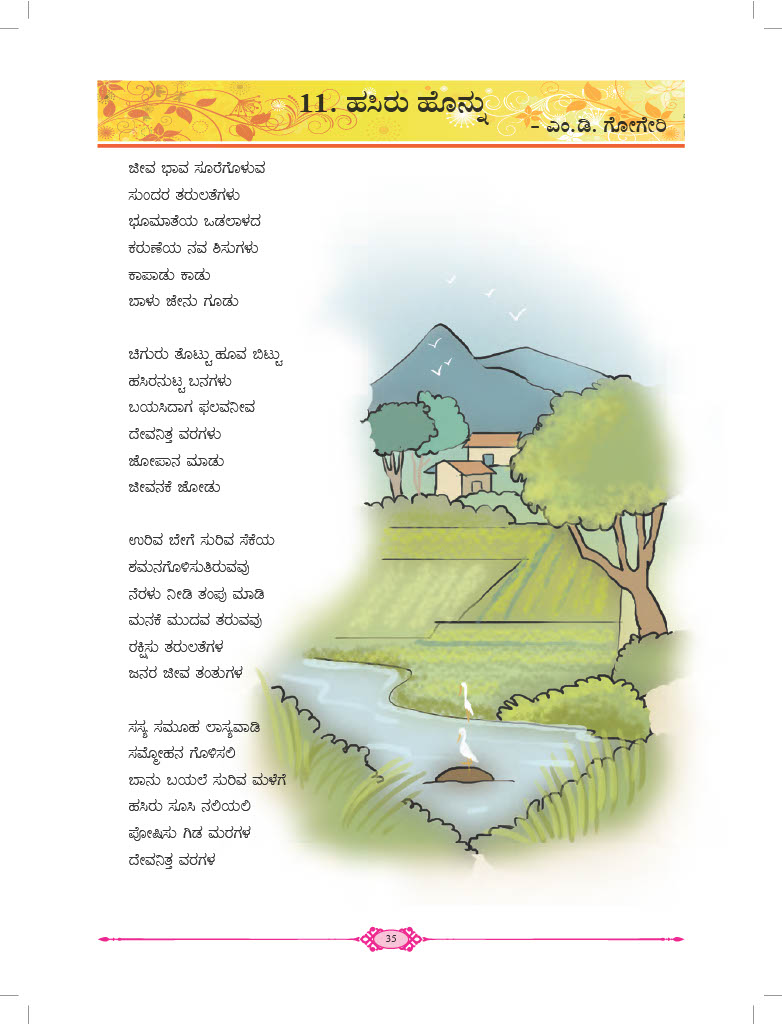 11. ಹಸಿರು ಹೊನ್ನು
– ಎಂ.ಡಿ. ಗೋಗೇರಿ
ಜೀವ ಭಾವ ಸೂರೆಗೊಳುವ
ಸುಂದರ ತರುಲತೆಗಳು
ಭೂಮಾತೆಯ ಒಡಲಾಳದ
ಕರುಣೆಯ ನವ ಶಿಸುಗಳು
ಕಾಪಾಡು ಕಾಡು
ಬಾಳು ಜೇನು ಗೂಡು
ಚಿಗುರು ತೊಟ್ಟು ಹೂವ ಬಿಟ್ಟು
ಹಸಿರನುಟ್ಟ ಬನಗಳು
ಬಯಸಿದಾಗ ಫಲವನೀವ
ದೇವನಿತ್ತ ವರಗಳು
ಜೋಪಾನ ಮಾಡು
ಜೀವನಕೆ ಜೋಡು
ಉರಿವ ಬೇಗೆ ಸುರಿವ ಸೆಕೆಯ
ಶಮನಗೊಳಿಸುತಿರುವವು
ನೆರಳು ನೀಡಿ ತಂಪು ಮಾಡಿ
ಮನಕೆ ಮುದವ ತರುವವು
ರಕ್ಷಿಸು ತರುಲತೆಗಳ
ಜನರ ಜೀವ ತಂತುಗಳ
ಸಸ್ಯ ಸಮೂಹ ಲಾಸ್ಯವಾಡಿ
ಸಮ್ಮೋಹನ ಗೊಳಿಸಲಿ
ಬಾನು ಬಯಲೆ ಸುರಿವ ಮಳೆಗೆ
ಹಸಿರು ಸೂಸಿ ನಲಿಯಲಿ
ಪೋಷಿಸು ಗಿಡ ಮರಗಳ
ದೇವನಿತ್ತ ವರಗಳ
35